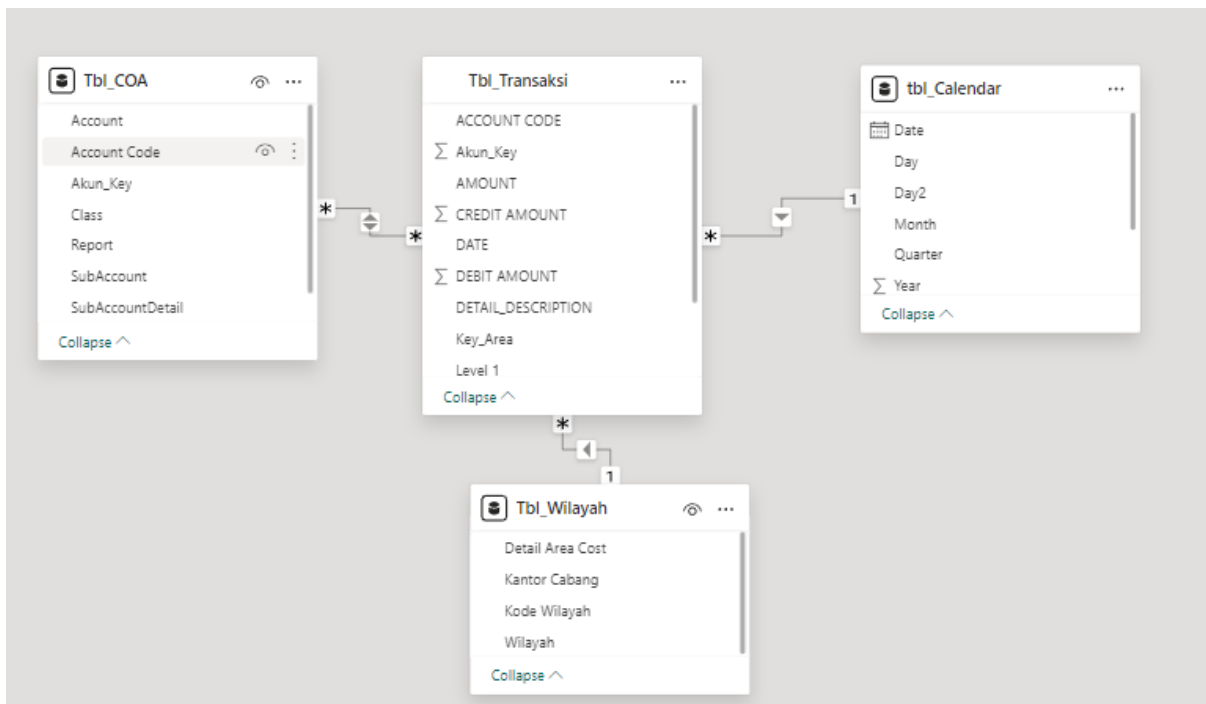 Tbl_COA
Account
Account Code
Akun_Key
Class
Report
SubAccount
SubAccountDetail
Collapse
*
*
Tbl_Transaksi
ACCOUNT CODE
Σ Akun_Key
AMOUNT
Σ CREDIT AMOUNT
DATE
Σ DEBIT AMOUNT
DETAIL_DESCRIPTION
Key_Area
Level 1
Collapse
*
1
tbl_Calendar
Date
Day
Day2
Month
Quarter
Σ Year
Collapse
*
1
Tbl_Wilayah
Detail Area Cost
Kantor Cabang
Kode Wilayah
Wilayah
Collapse